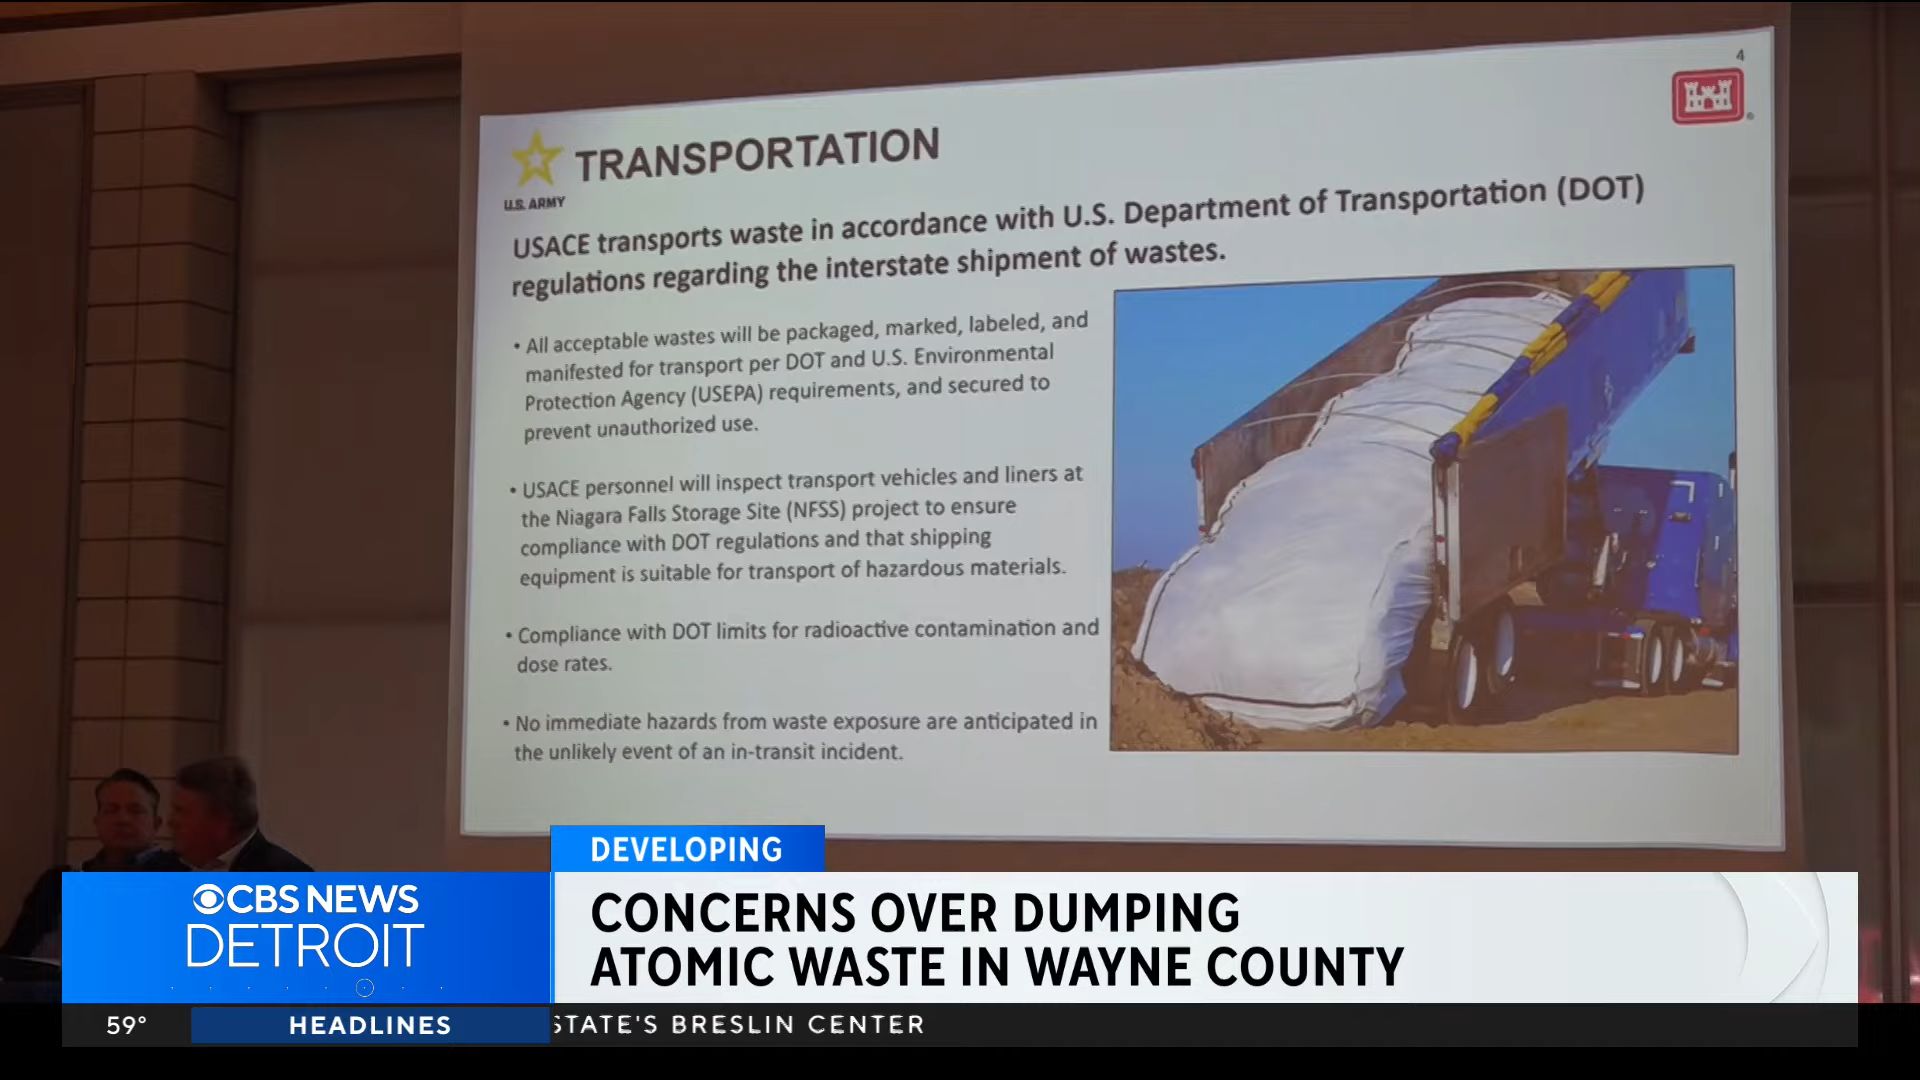 4
TRANSPORTATION
U.S. ARMY
USACE transports waste in accordance with U.S. Department of Transportation (DOT)
regulations regarding the interstate shipment of wastes.
• All acceptable wastes will be packaged, marked, labeled, and
manifested for transport per DOT and U.S. Environmental
Protection Agency (USEPA) requirements, and secured to
prevent unauthorized use.
• USACE personnel will inspect transport vehicles and liners at
the Niagara Falls Storage Site (NFSS) project to ensure
compliance with DOT regulations and that shipping
equipment is suitable for transport of hazardous materials.
• Compliance with DOT limits for radioactive contamination and
dose rates.
• No immediate hazards from waste exposure are anticipated in
the unlikely event of an in-transit incident.
DEVELOPING
CBS NEWS
DETROIT
CONCERNS OVER DUMPING
ATOMIC WASTE IN WAYNE COUNTY
59°
HEADLINES
STATE'S BRESLIN CENTER